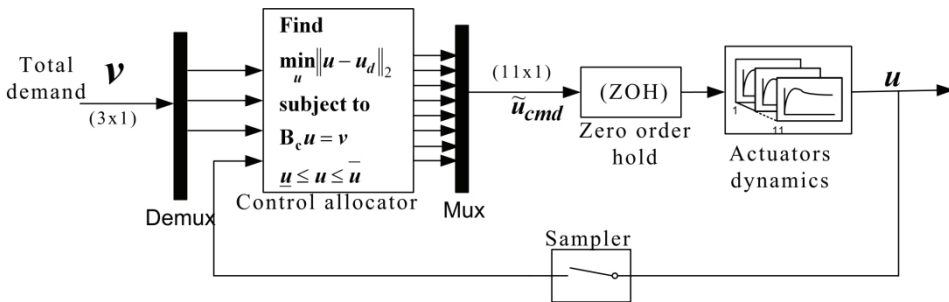 Total
demand
v
(3x1)
Demux
Find
min ‖u − u_d‖₂
u
subject to
B_c u = v
u̲ ≤ u ≤ u̅
Control allocator
Mux
(11x1)
ũ_cmd
(ZOH)
Zero order
hold
1
11
Actuators
dynamics
u
Sampler